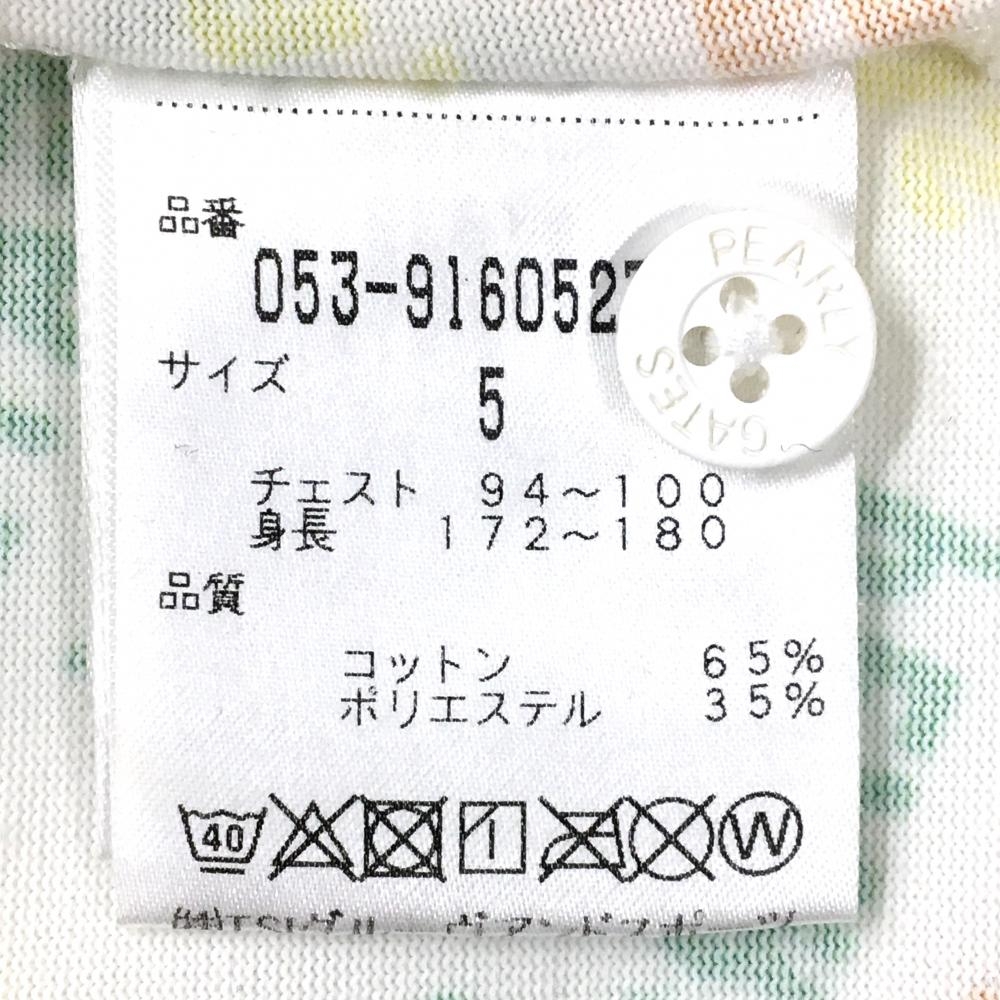 品番
053-9160527
サイズ
5
チェスト 94～100
身長 172～180
品質
コットン 65%
ポリエステル 35%
40
W
PEARLY GATES